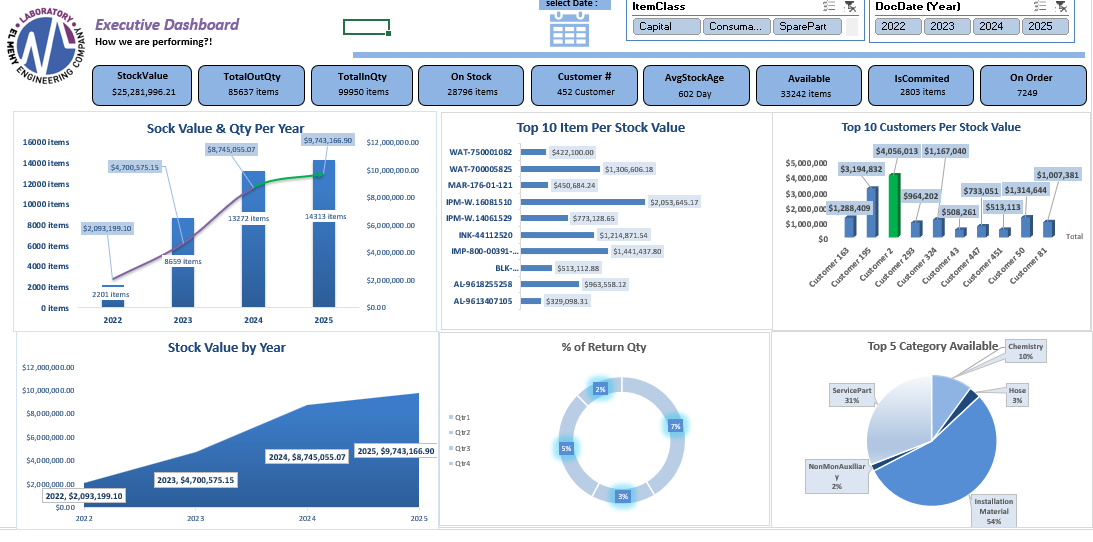 LABORATORY
EL MEHY
ENGINEERING COMPANY
Executive Dashboard
How we are performing?!
select Date :
ItemClass
Capital
Consuma...
SparePart
DocDate (Year)
2022
2023
2024
2025
StockValue
$25,281,996.21
TotalOutQty
85637 items
TotalInQty
99950 items
On Stock
28796 items
Customer #
452 Customer
AvgStockAge
602 Day
Available
33242 items
IsCommited
2803 items
On Order
7249
Sock Value & Qty Per Year
16000 items
14000 items
12000 items
10000 items
8000 items
6000 items
4000 items
2000 items
0 items
$12,000,000.00
$10,000,000.00
$8,000,000.00
$6,000,000.00
$4,000,000.00
$2,000,000.00
$0.00
$2,093,199.10
$4,700,575.15
$8,745,055.07
$9,743,166.90
2201 items
8659 items
13272 items
14313 items
2022
2023
2024
2025
Top 10 Item Per Stock Value
WAT-750001082
$422,100.00
WAT-700005825
$1,306,606.18
MAR-176-01-121
$450,684.24
IPM-W.16081510
$2,053,645.17
IPM-W.14061529
$773,128.65
INK-44112520
$1,214,871.54
IMP-800-00391-...
$1,441,437.80
BLK-...
$513,112.88
AL-9618255258
$963,558.12
AL-9613407105
$329,098.31
Top 10 Customers Per Stock Value
$5,000,000
$4,000,000
$3,000,000
$2,000,000
$1,000,000
$0
$1,288,409
$3,194,832
$4,056,013
$964,202
$1,167,040
$508,261
$733,051
$513,113
$1,314,644
$1,007,381
Total
Customer 163
Customer 195
Customer 2
Customer 293
Customer 324
Customer 43
Customer 447
Customer 451
Customer 50
Customer 81
Stock Value by Year
$12,000,000.00
$10,000,000.00
$8,000,000.00
$6,000,000.00
$4,000,000.00
$2,000,000.00
$0.00
2022, $2,093,199.10
2023, $4,700,575.15
2024, $8,745,055.07
2025, $9,743,166.90
2022
2023
2024
2025
% of Return Qty
Qtr1
Qtr2
Qtr3
Qtr4
2%
7%
5%
3%
Top 5 Category Available
Chemistry
10%
Hose
3%
ServicePart
31%
NonMonAuxiliar
y
2%
Installation
Material
54%